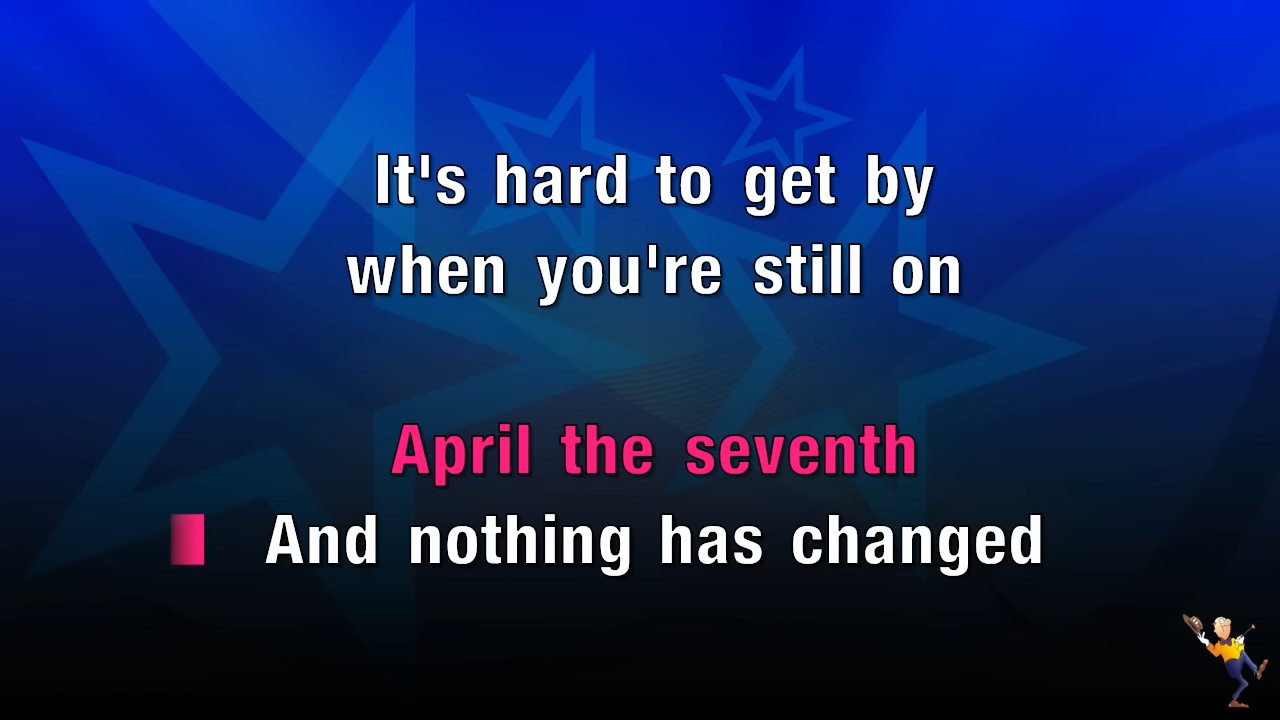 It's hard to get by
when you're still on
April the seventh
And nothing has changed